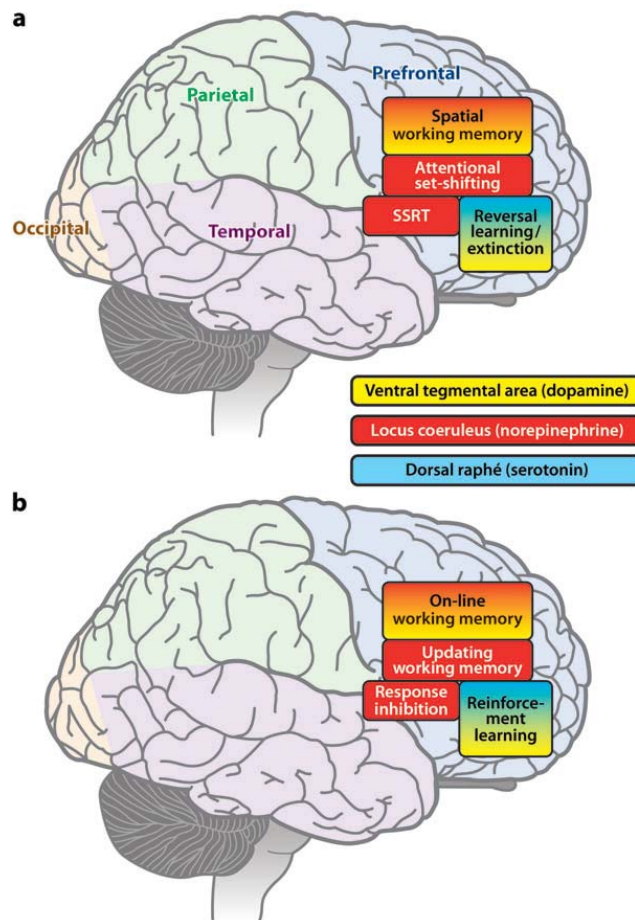 a
Parietal
Prefrontal
Spatial
working memory
Attentional
set-shifting
SSRT
Reversal
learning/
extinction
Occipital
Temporal
Ventral tegmental area (dopamine)
Locus coeruleus (norepinephrine)
Dorsal raphé (serotonin)
b
On-line
working memory
Updating
working memory
Response
inhibition
Reinforce-
ment
learning